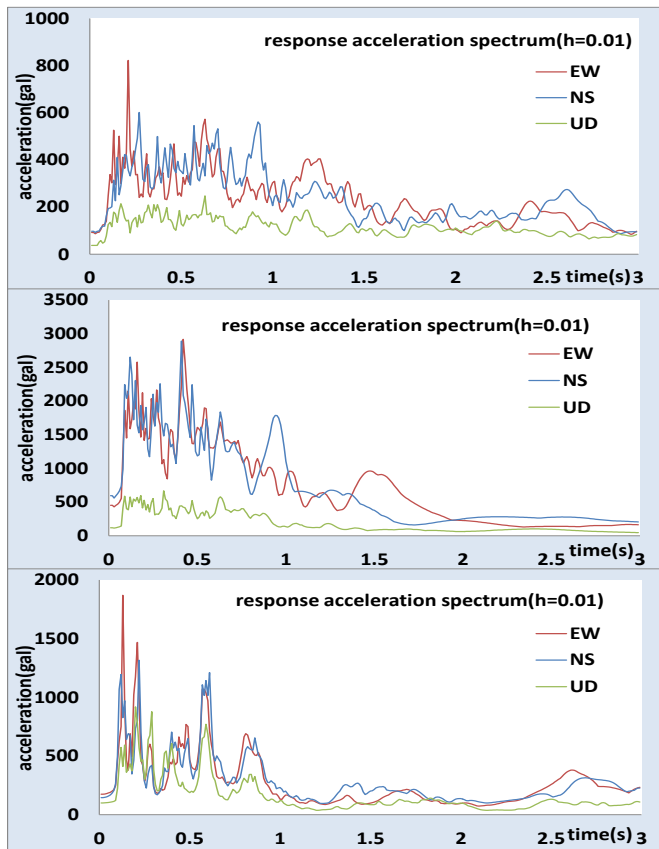 1000
response acceleration spectrum(h=0.01)
800
EW
NS
600
UD
acceleration(gal)
400
200
0
0 0.5 1 1.5 2 2.5 time(s) 3
3500
response acceleration spectrum(h=0.01)
3000
EW
2500
NS
UD
2000
acceleration(gal)
1500
1000
500
0
time(s)
0 0.5 1 1.5 2 2.5 3
2000
response acceleration spectrum(h=0.01)
EW
1500
NS
UD
acceleration(gal)
1000
500
0
time(s)
0 0.5 1 1.5 2 2.5 3